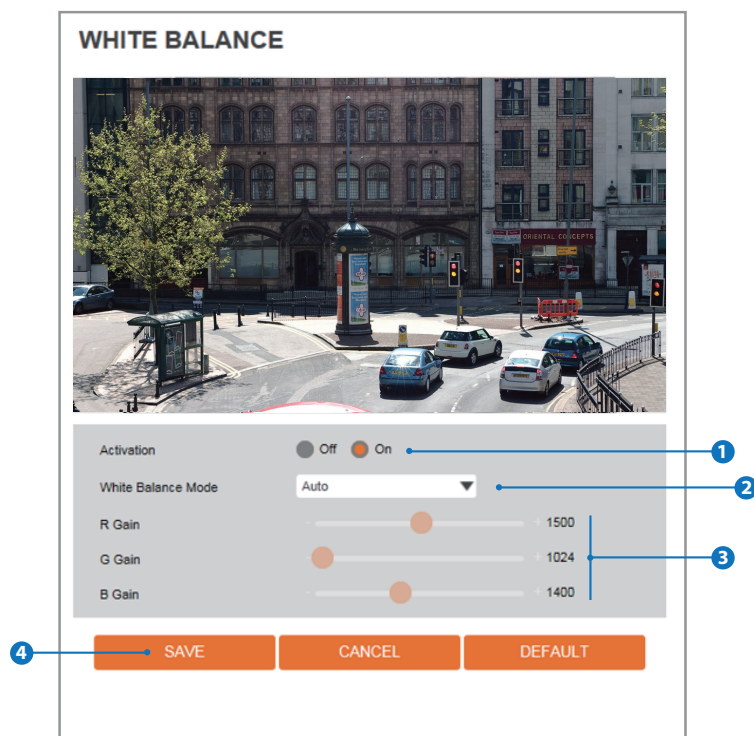 WHITE BALANCE
ORIENTAL CONCEPTS
Activation Off On 1
White Balance Mode Auto 2
R Gain - + 1500
G Gain - + 1024 3
B Gain - + 1400
4 SAVE CANCEL DEFAULT